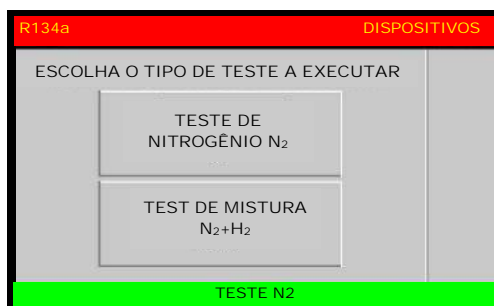 R134a DISPOSITIVOS
ESCOLHA O TIPO DE TESTE A EXECUTAR
TESTE DE
NITROGÊNIO N₂
TEST DE MISTURA
N₂+H₂
TESTE N2